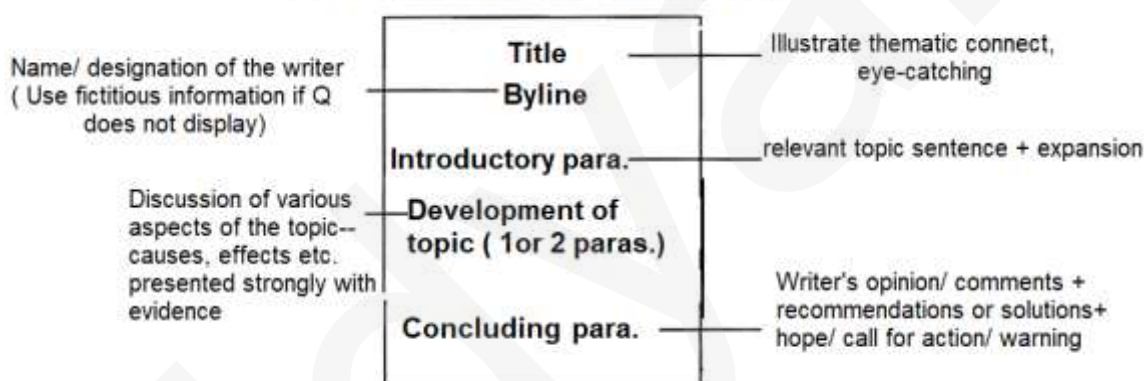 Title
Illustrate thematic connect,
eye-catching
Name/ designation of the writer
( Use fictitious information if Q
does not display)
Byline
Introductory para.
relevant topic sentence + expansion
Discussion of various
aspects of the topic--
causes, effects etc.
presented strongly with
evidence
Development of
topic ( 1or 2 paras.)
Concluding para.
Writer's opinion/ comments +
recommendations or solutions+
hope/ call for action/ warning